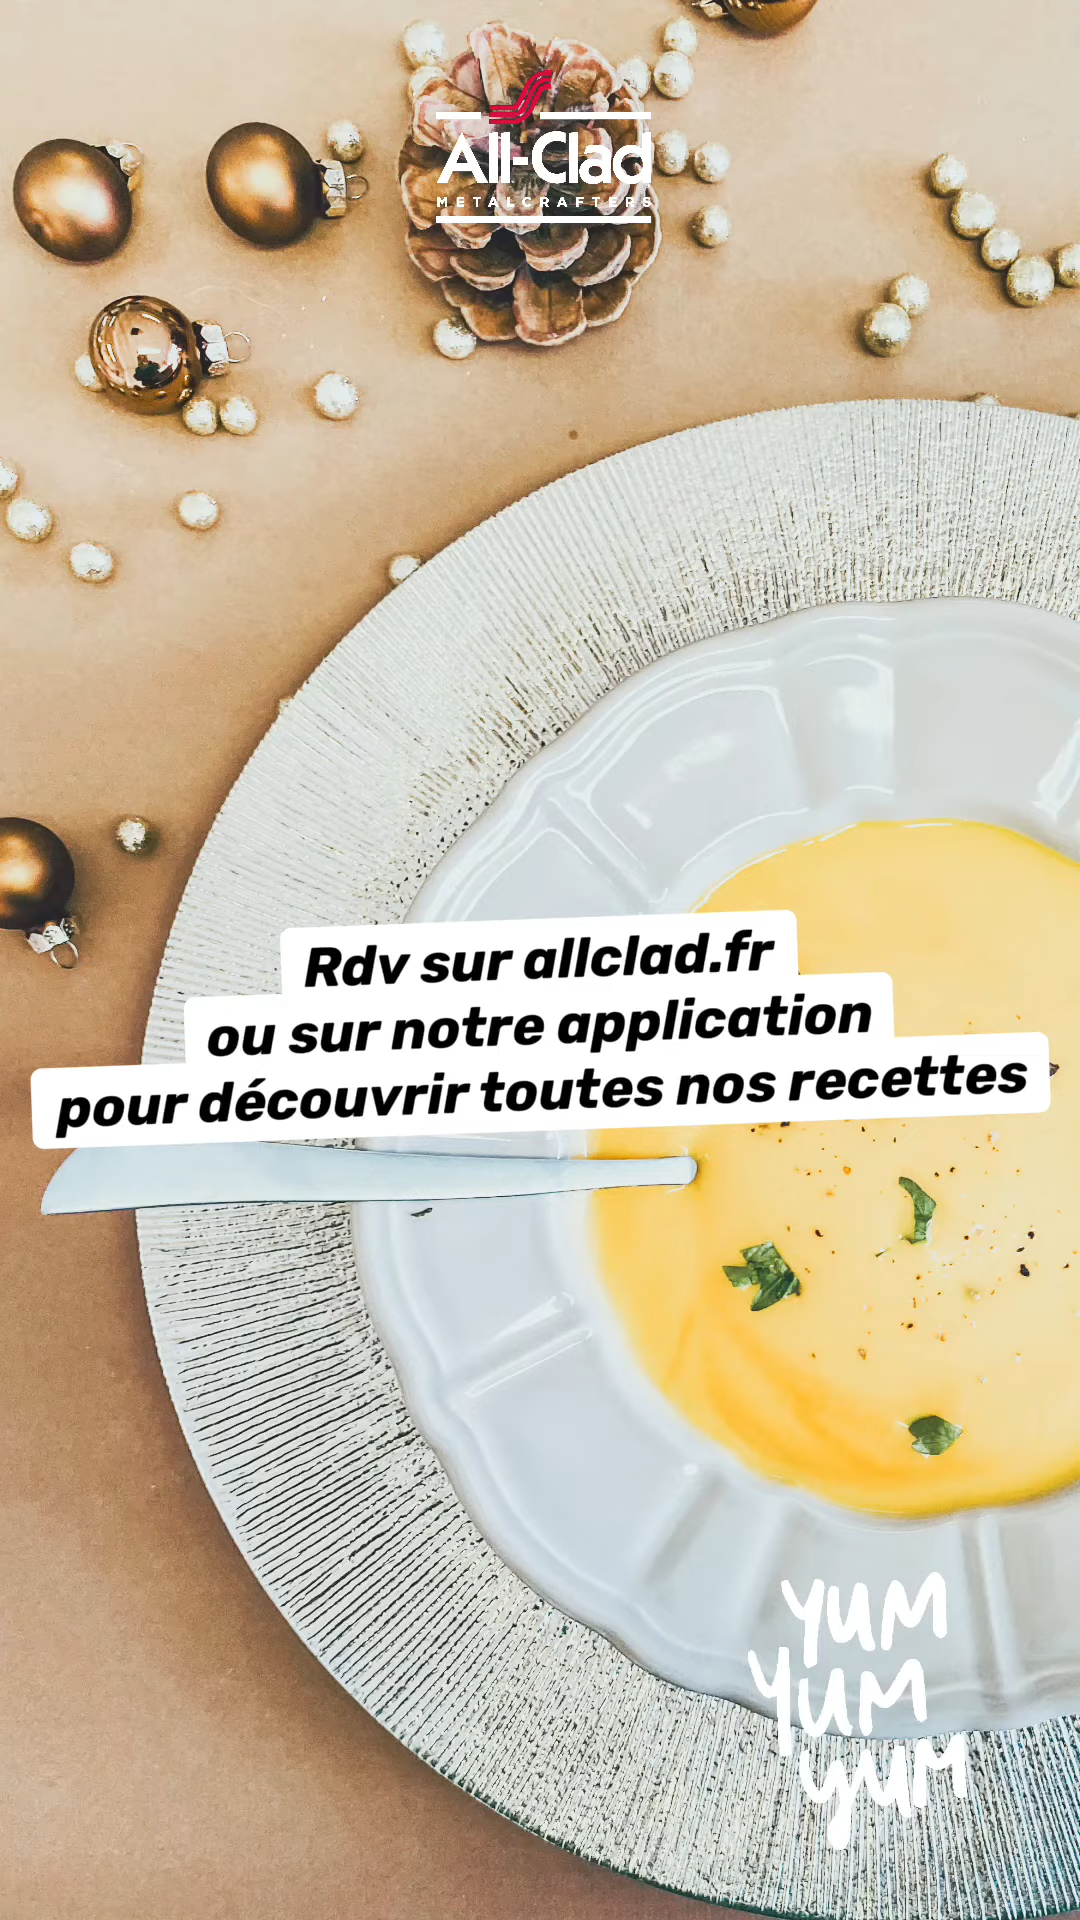 All-Clad
METALCRAFTERS
Rdv sur allclad.fr
ou sur notre application
pour découvrir toutes nos recettes
YUM
YUM
yuM